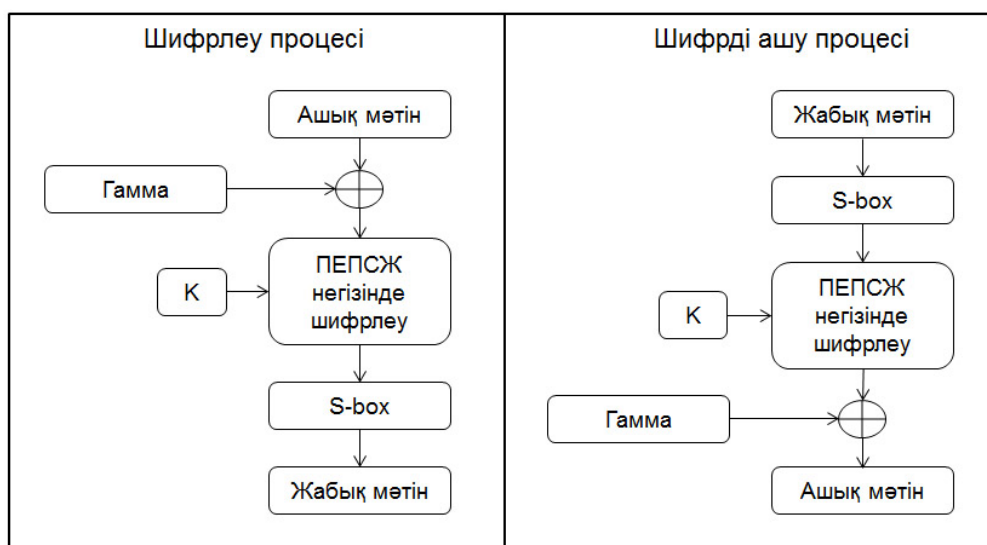 Шифрлеу процесі
Ашық мәтін
Гамма
К
ПЕПСЖ
негізінде
шифрлеу
S-box
Жабық мәтін
Шифрді ашу процесі
Жабық мәтін
S-box
К
ПЕПСЖ
негізінде
шифрлеу
Гамма
Ашық мәтін